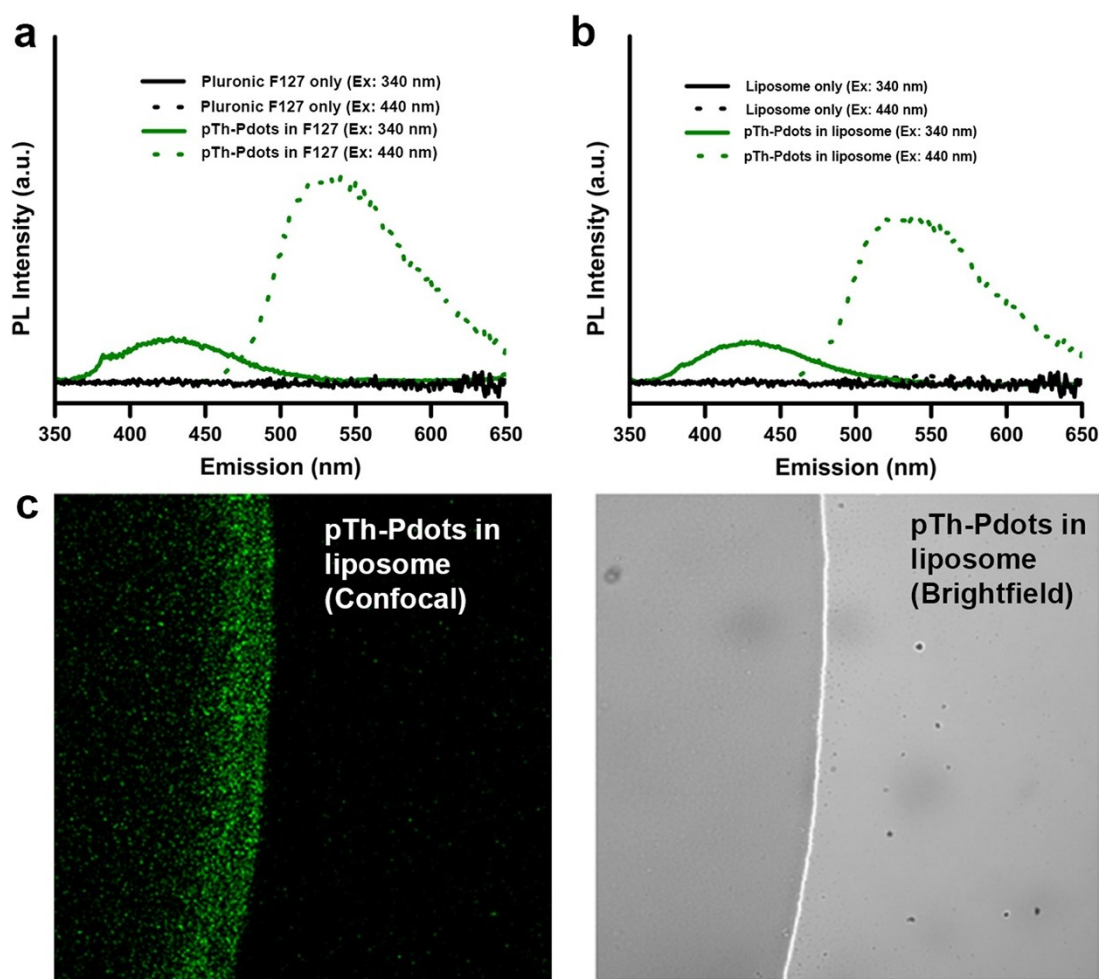 a
Pluronic F127 only (Ex: 340 nm)
Pluronic F127 only (Ex: 440 nm)
pTh-Pdots in F127 (Ex: 340 nm)
pTh-Pdots in F127 (Ex: 440 nm)
PL Intensity (a.u.)
350 400 450 500 550 600 650
Emission (nm)
b
Liposome only (Ex: 340 nm)
Liposome only (Ex: 440 nm)
pTh-Pdots in liposome (Ex: 340 nm)
pTh-Pdots in liposome (Ex: 440 nm)
PL Intensity (a.u.)
350 400 450 500 550 600 650
Emission (nm)
c
pTh-Pdots in
liposome
(Confocal)
pTh-Pdots in
liposome
(Brightfield)